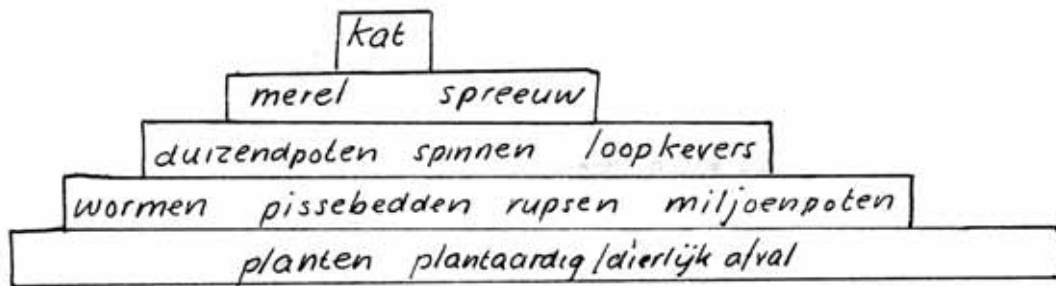 kat
merel spreeuw
duizendpoten spinnen loopkevers
wormen pissebedden rupsen miljoenpoten
planten plantaardig/dierlijk afval